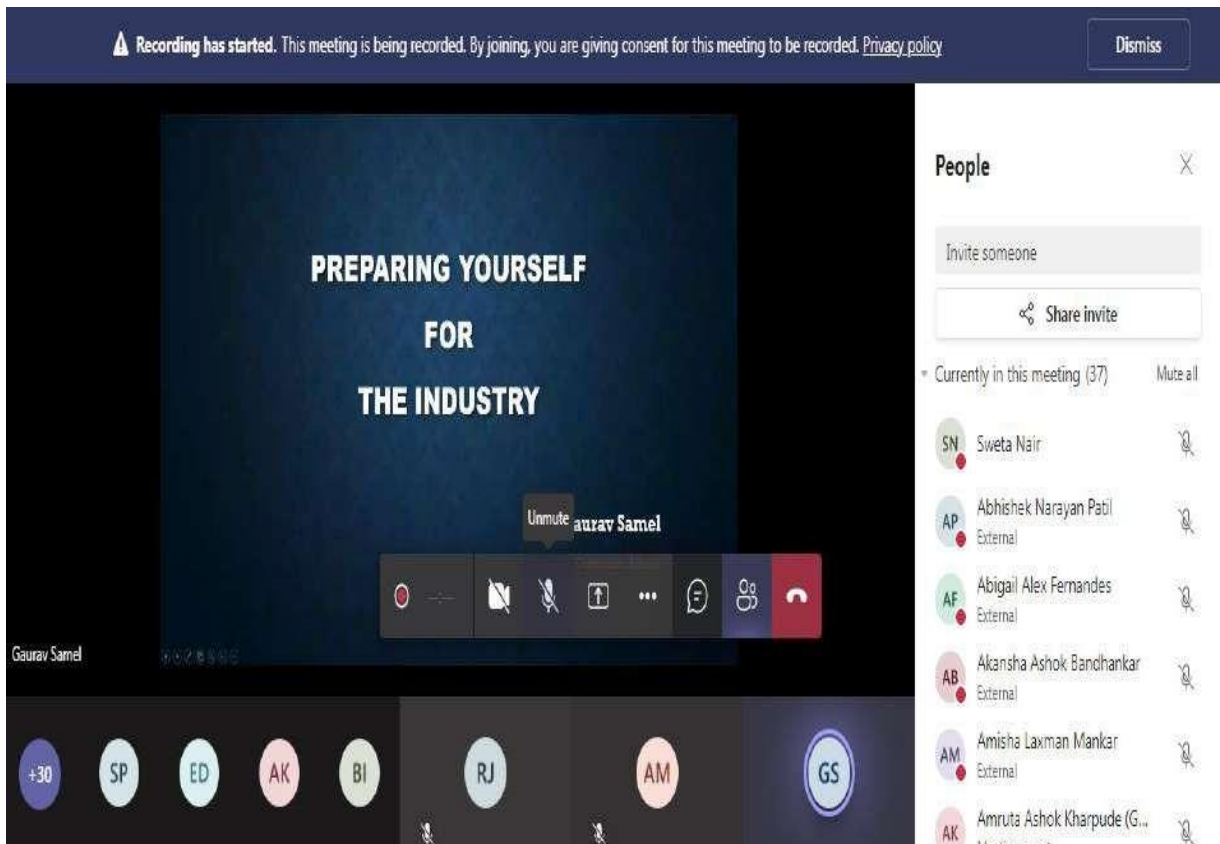 Recording has started. This meeting is being recorded. By joining, you are giving consent for this meeting to be recorded. Privacy policy
Dismiss
PREPARING YOURSELF
FOR
THE INDUSTRY
Unmute
aurav Samel
Gaurav Samel
+30
SP
ED
AK
BI
RJ
AM
GS
People
Invite someone
Share invite
Currently in this meeting (37)
Mute all
SN
Sweta Nair
AP
Abhishek Narayan Patil
External
AF
Abigail Alex Fernandes
External
AB
Akansha Ashok Bandhankar
External
AM
Amisha Laxman Mankar
External
AK
Amruta Ashok Kharpude (G...